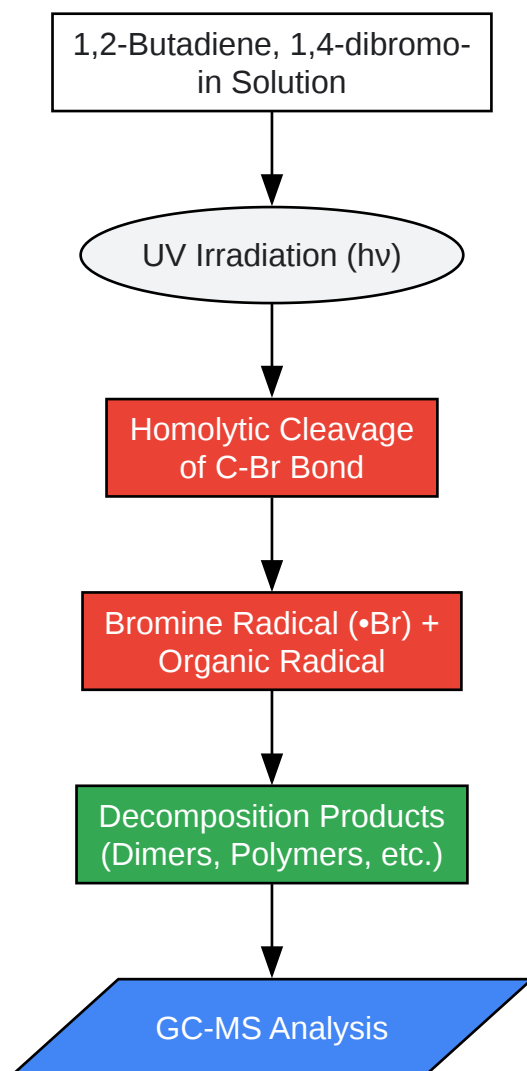 1,2-Butadiene, 1,4-dibromo-
in Solution
UV Irradiation (hν)
Homolytic Cleavage
of C-Br Bond
Bromine Radical (•Br) +
Organic Radical
Decomposition Products
(Dimers, Polymers, etc.)
GC-MS Analysis